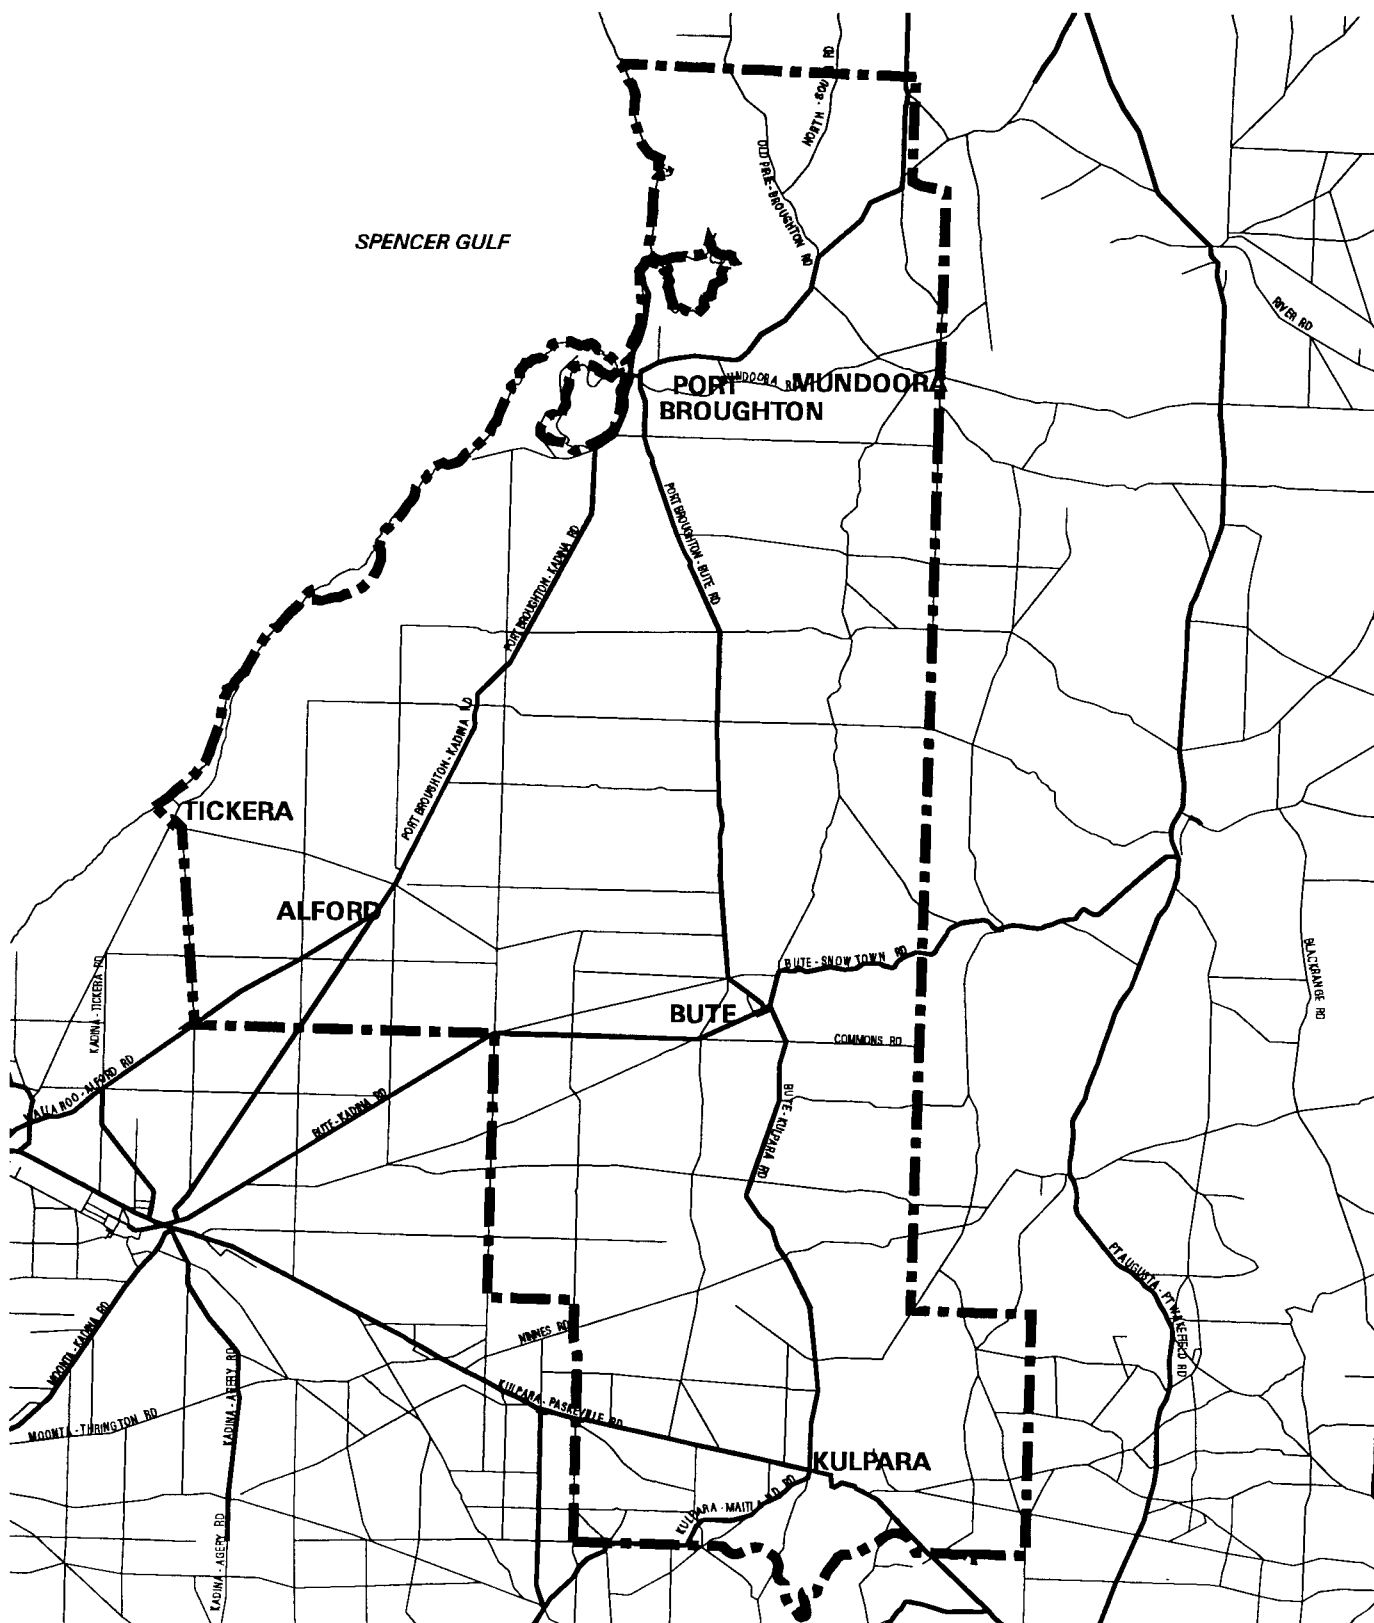 NORTH - SOUTH RD
OLD PIRIE - BROUGHTON RD
SPENCER GULF
RIVER RD
PORT
BROUGHTON
MUNDOORA RD
MUNDOORA
PORT BROUGHTON - KADINA RD
PORT BROUGHTON - BUTE RD
PORT BROUGHTON - KADINA RD
TICKERA
ALFORD
KADINA - TICKERA RD
BUTE - SNOWTOWN RD
BLACKRANGE RD
BUTE
COMMONS RD
WALLAROO - ALFORD RD
BUTE - KADINA RD
BUTE - KULPARA RD
PT AUGUSTA - PT WAKEFIELD RD
MOONTA - KADINA RD
NINNES RD
KADINA - AGERY RD
KULPARA - PASKEVILLE RD
MOONTA - THRINGTON RD
KULPARA
KULPARA - MAITLAND RD
KADINA - AGERY RD